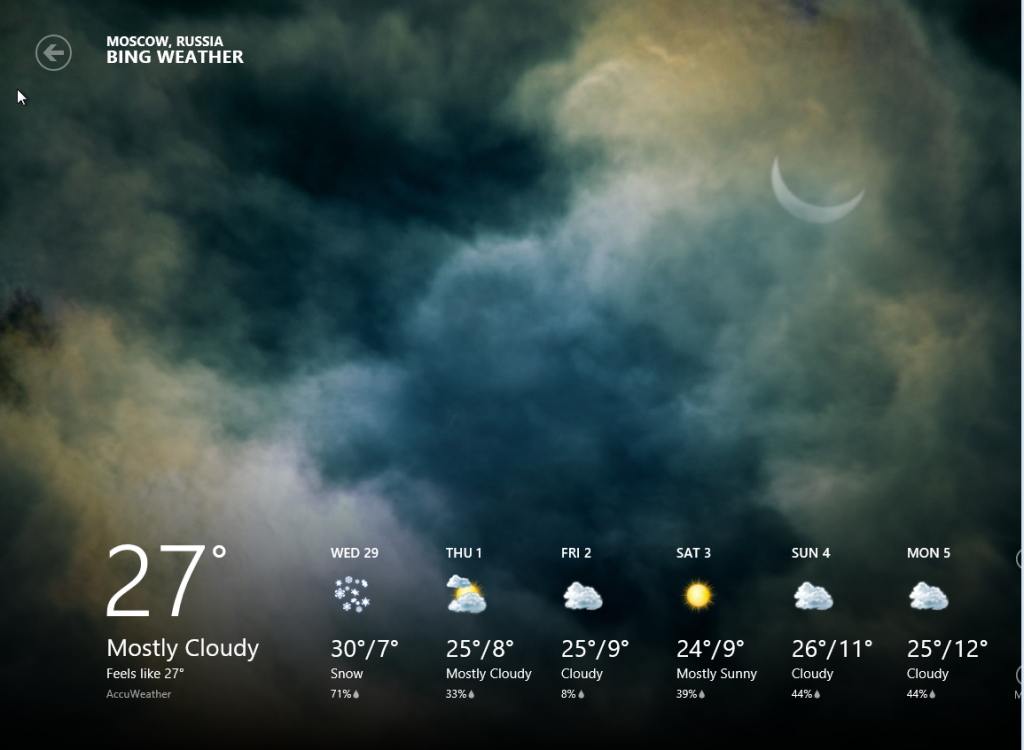 MOSCOW, RUSSIA
BING WEATHER
27°
Mostly Cloudy
Feels like 27°
AccuWeather
WED 29
30°/7°
Snow
71%
THU 1
25°/8°
Mostly Cloudy
33%
FRI 2
25°/9°
Cloudy
8%
SAT 3
24°/9°
Mostly Sunny
39%
SUN 4
26°/11°
Cloudy
44%
MON 5
25°/12°
Cloudy
44%